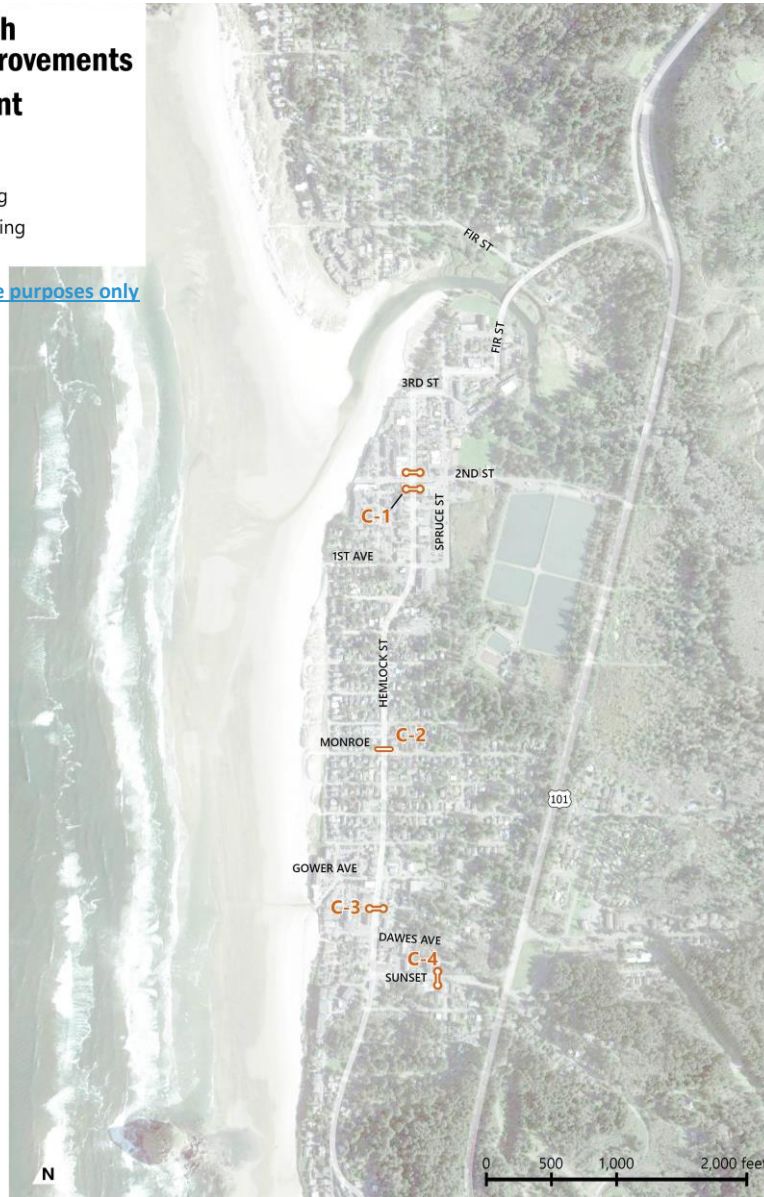 h
rovements
nt
g
ing
e purposes only
FIR ST
FIR ST
3RD ST
2ND ST
C-1
SPRUCE ST
1ST AVE
HEMLOCK ST
C-2
MONROE
101
GOWER AVE
C-3
DAWES AVE
C-4
SUNSET
N
0 500 1,000 2,000 feet